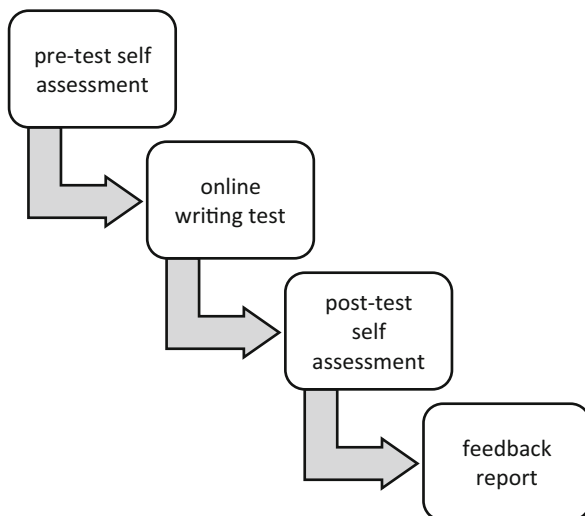 pre-test self
assessment
online
writing test
post-test
self
assessment
feedback
report